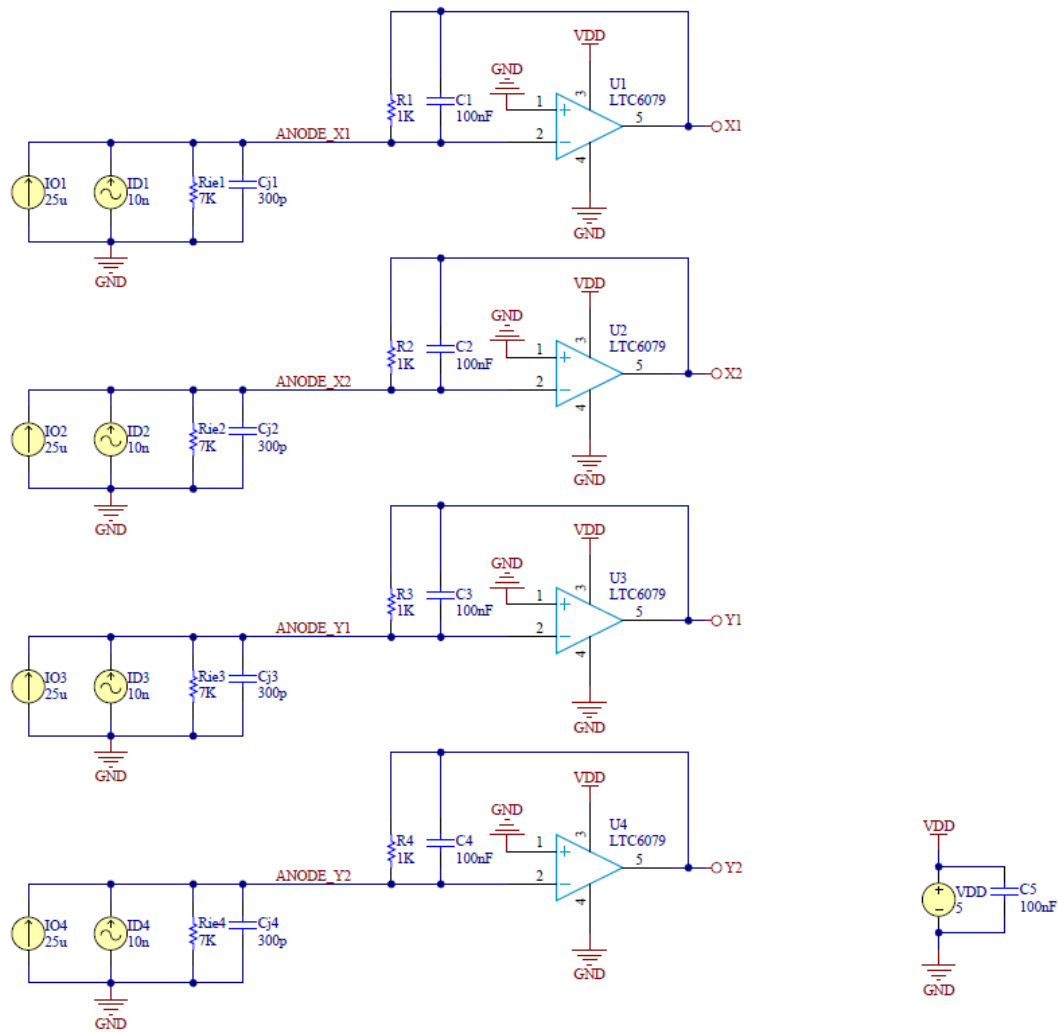 VDD
GND
U1
LTC6079
R1
1K
C1
100nF
1
2
3
4
5
X1
ANODE_X1
IO1
25u
ID1
10n
Rie1
7K
Cj1
300p
GND
GND
VDD
GND
U2
LTC6079
R2
1K
C2
100nF
1
2
3
4
5
X2
ANODE_X2
IO2
25u
ID2
10n
Rie2
7K
Cj2
300p
GND
GND
VDD
GND
U3
LTC6079
R3
1K
C3
100nF
1
2
3
4
5
Y1
ANODE_Y1
IO3
25u
ID3
10n
Rie3
7K
Cj3
300p
GND
GND
VDD
GND
U4
LTC6079
R4
1K
C4
100nF
1
2
3
4
5
Y2
ANODE_Y2
IO4
25u
ID4
10n
Rie4
7K
Cj4
300p
GND
GND
VDD
VDD
5
C5
100nF
GND